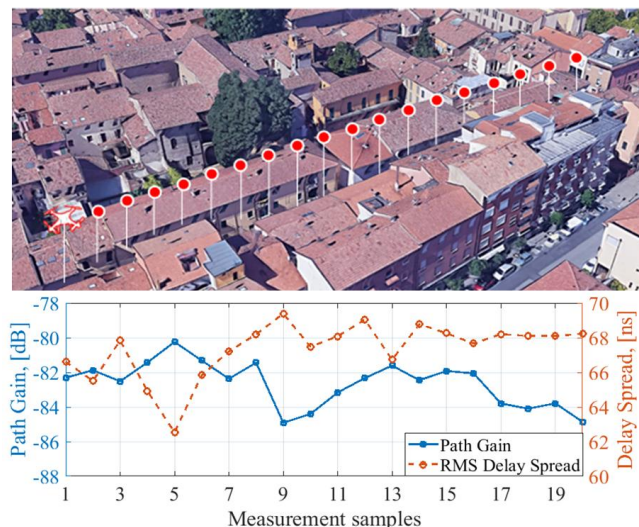 -78
-80
-82
-84
-86
-88
Path Gain, [dB]
70
68
66
64
62
60
Delay Spread, [ns]
Path Gain
RMS Delay Spread
1 3 5 7 9 11 13 15 17 19
Measurement samples